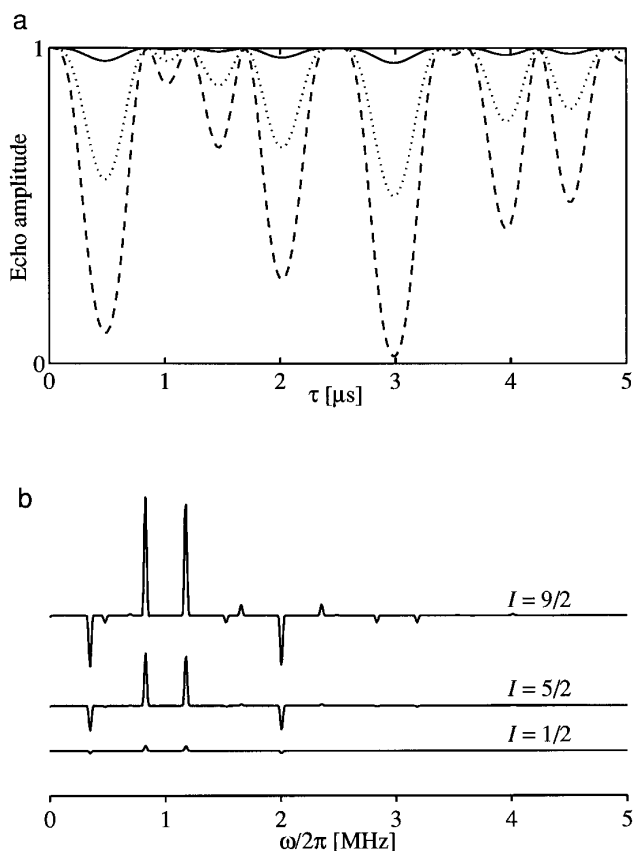 a
1
Echo amplitude
0
0 1 2 3 4 5
τ [μs]
b
I = 9/2
I = 5/2
I = 1/2
0 1 2 3 4 5
ω/2π [MHz]